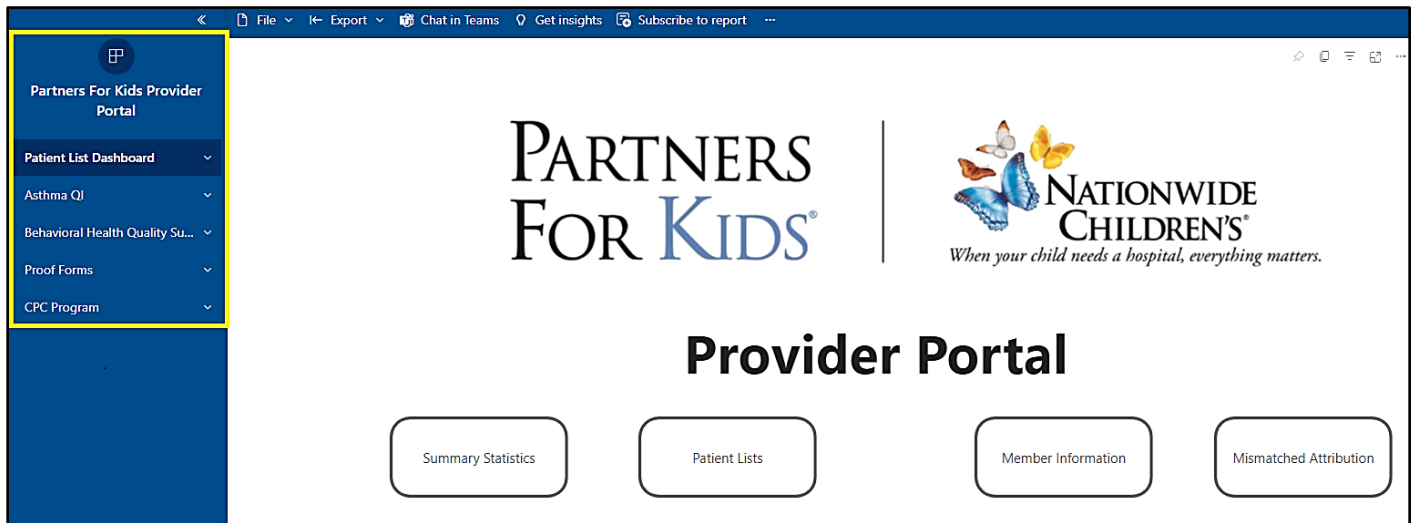 File Export Chat in Teams Get insights Subscribe to report
Partners For Kids Provider
Portal
Patient List Dashboard
Asthma QI
Behavioral Health Quality Su...
Proof Forms
CPC Program
PARTNERS
FOR KIDS®
NATIONWIDE
CHILDREN'S®
When your child needs a hospital, everything matters.
Provider Portal
Summary Statistics
Patient Lists
Member Information
Mismatched Attribution